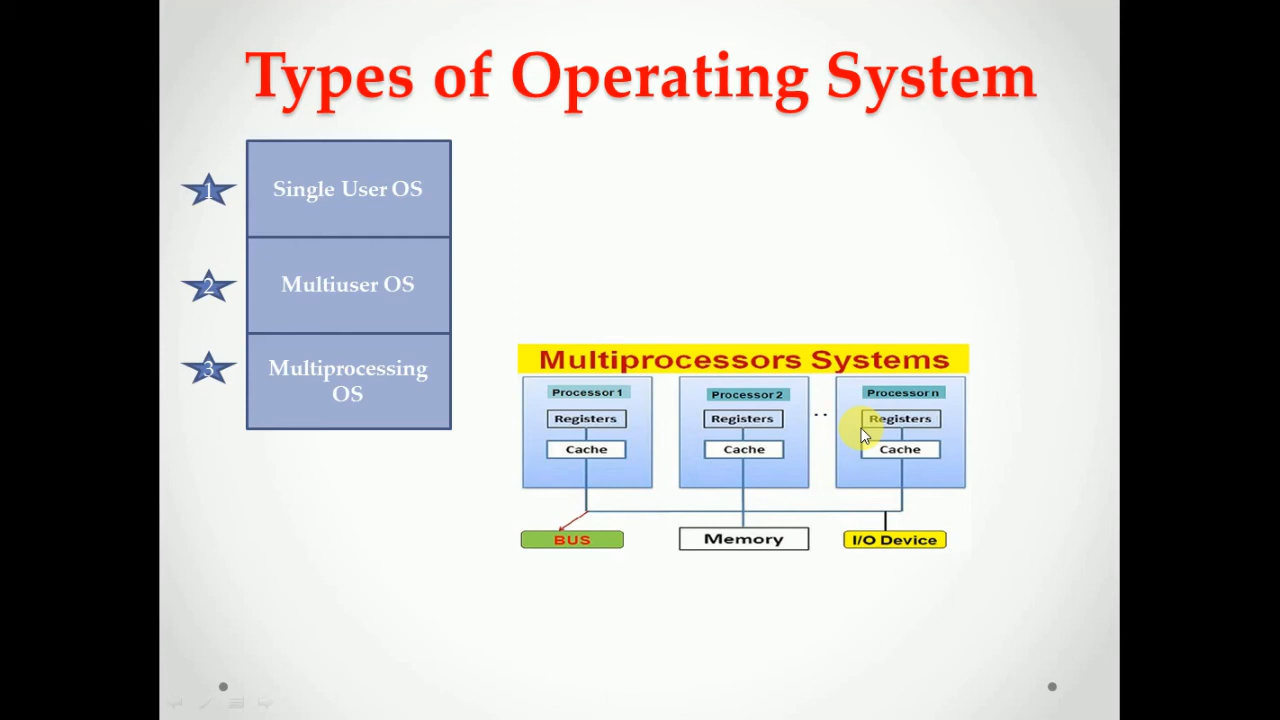 Types of Operating System
1
Single User OS
2
Multiuser OS
3
Multiprocessing
OS
Multiprocessors Systems
Processor 1
Registers
Cache
Processor 2
Registers
Cache
. .
Processor n
Registers
Cache
BUS
Memory
I/O Device